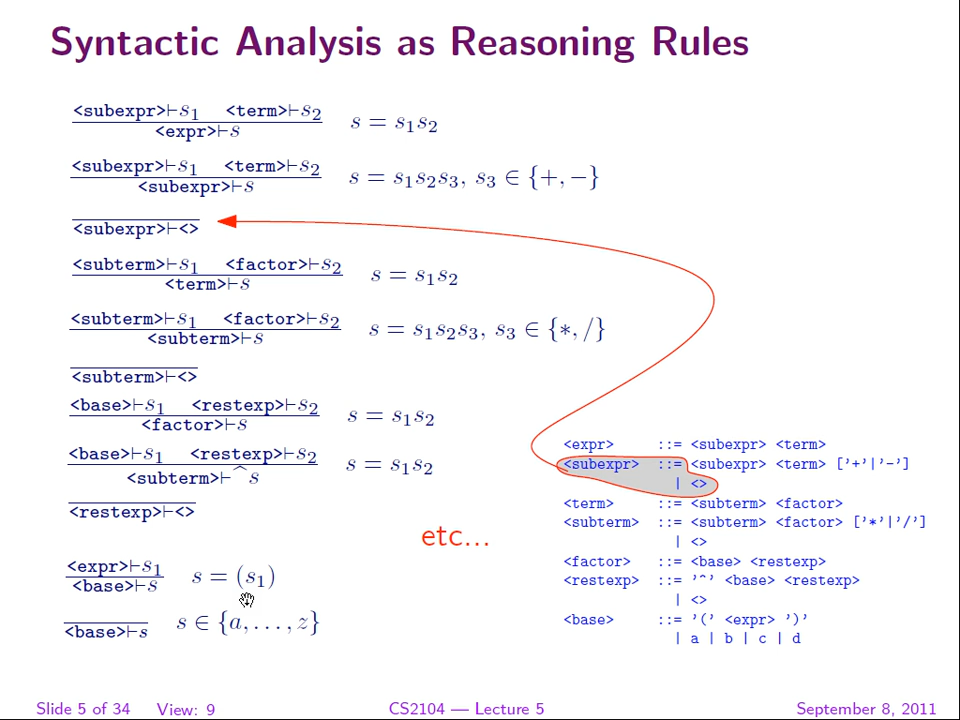 Syntactic Analysis as Reasoning Rules
<subexpr>⊢s₁ <term>⊢s₂
<expr>⊢s
s = s₁s₂
<subexpr>⊢s₁ <term>⊢s₂
<subexpr>⊢s
s = s₁s₂s₃, s₃ ∈ {+, −}
<subexpr>⊢<>
<subterm>⊢s₁ <factor>⊢s₂
<term>⊢s
s = s₁s₂
<subterm>⊢s₁ <factor>⊢s₂
<subterm>⊢s
s = s₁s₂s₃, s₃ ∈ {∗, /}
<subterm>⊢<>
<base>⊢s₁ <restexp>⊢s₂
<factor>⊢s
s = s₁s₂
<base>⊢s₁ <restexp>⊢s₂
<subterm>⊢^s
s = s₁s₂
<restexp>⊢<>
<expr>⊢s₁
<base>⊢s
s = (s₁)
<base>⊢s
s ∈ {a, . . . , z}
etc...
<expr> ::= <subexpr> <term>
<subexpr> ::= <subexpr> <term> ['+'|'-']
| <>
<term> ::= <subterm> <factor>
<subterm> ::= <subterm> <factor> ['*'|'/']
| <>
<factor> ::= <base> <restexp>
<restexp> ::= '^' <base> <restexp>
| <>
<base> ::= '(' <expr> ')'
| a | b | c | d
Slide 5 of 34 View: 9
CS2104 — Lecture 5
September 8, 2011